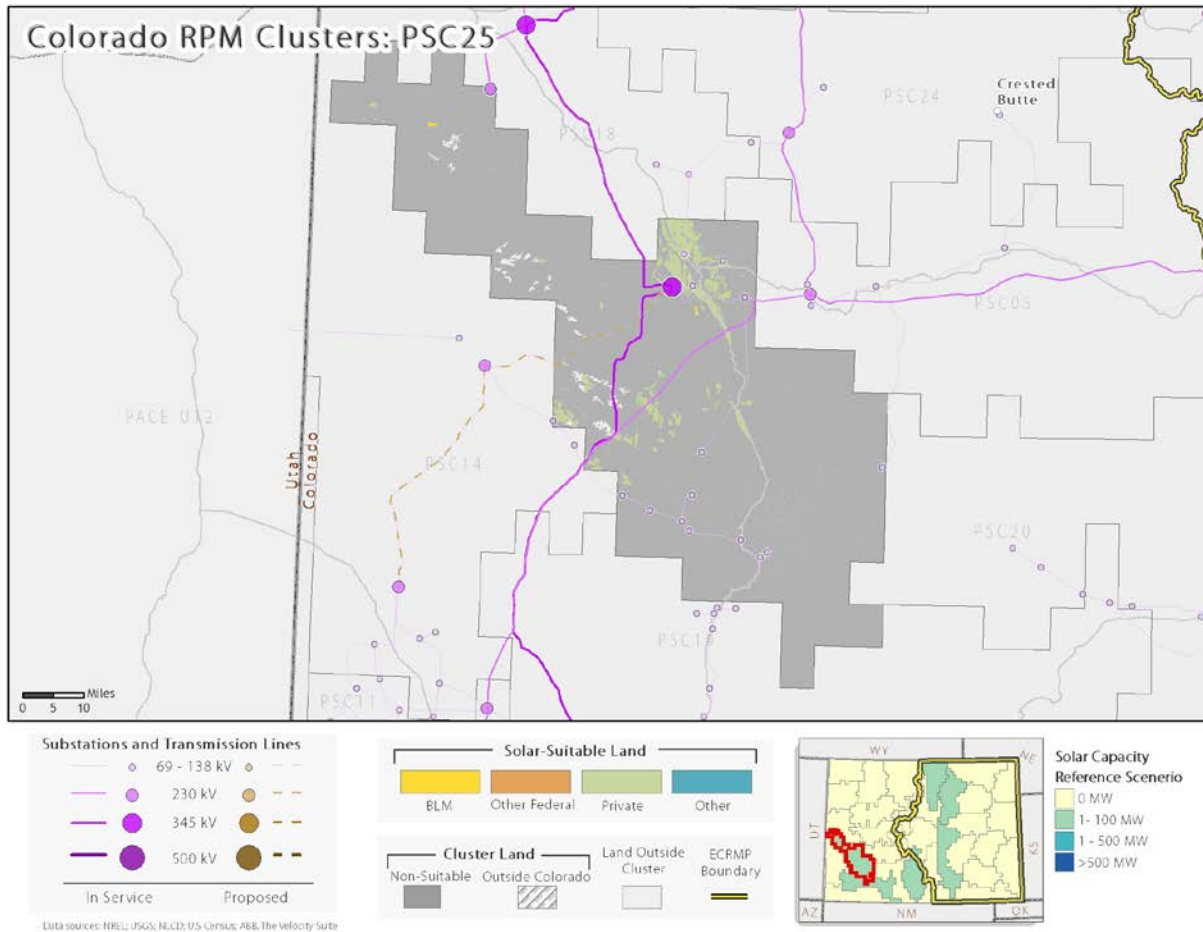 Colorado RPM Clusters: PSC25
PSC18
PSC24
Crested
Butte
PSC05
PACE UT2
Utah
Colorado
PSC14
PSC20
PSC19
PSC11
Miles
0 5 10
Substations and Transmission Lines
69 - 138 kV
230 kV
345 kV
500 kV
In Service
Proposed
Solar-Suitable Land
BLM
Other Federal
Private
Other
Cluster Land
Non-Suitable
Outside Colorado
Land Outside
Cluster
ECRMP
Boundary
WY
NE
UT
KS
AZ
NM
OK
Solar Capacity
Reference Scenerio
0 MW
1- 100 MW
1 - 500 MW
>500 MW
Data sources: NREL; USGS; NLCD; U.S Census; ABB, The Velocity Suite